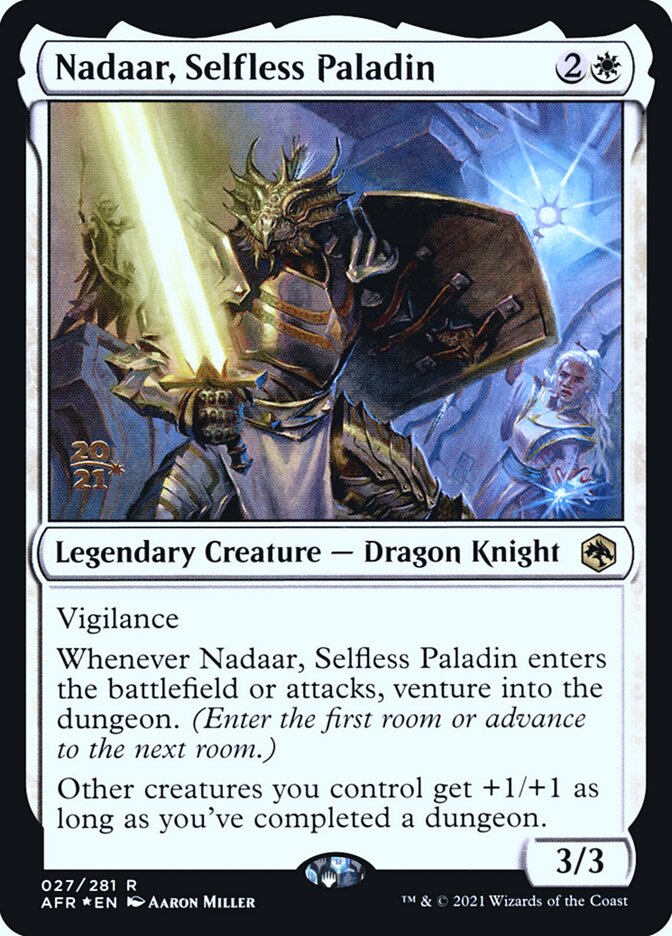 Nadaar, Selfless Paladin 2
20
21
Legendary Creature — Dragon Knight
Vigilance
Whenever Nadaar, Selfless Paladin enters
the battlefield or attacks, venture into the
dungeon. (Enter the first room or advance
to the next room.)
Other creatures you control get +1/+1 as
long as you've completed a dungeon.
3/3
027/281 R
AFR ★ EN Aaron Miller
™ & © 2021 Wizards of the Coast